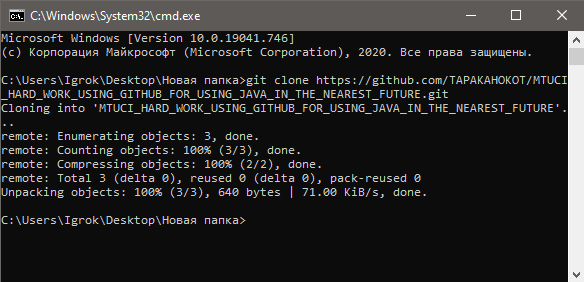 C:\Windows\System32\cmd.exe
Microsoft Windows [Version 10.0.19041.746]
(c) Корпорация Майкрософт (Microsoft Corporation), 2020. Все права защищены.
C:\Users\Igrok\Desktop\Новая папка>git clone https://github.com/TAPAKAHOKOT/MTUCI
_HARD_WORK_USING_GITHUB_FOR_USING_JAVA_IN_THE_NEAREST_FUTURE.git
Cloning into 'MTUCI_HARD_WORK_USING_GITHUB_FOR_USING_JAVA_IN_THE_NEAREST_FUTURE'.
..
remote: Enumerating objects: 3, done.
remote: Counting objects: 100% (3/3), done.
remote: Compressing objects: 100% (2/2), done.
remote: Total 3 (delta 0), reused 0 (delta 0), pack-reused 0
Unpacking objects: 100% (3/3), 640 bytes | 71.00 KiB/s, done.
C:\Users\Igrok\Desktop\Новая папка>